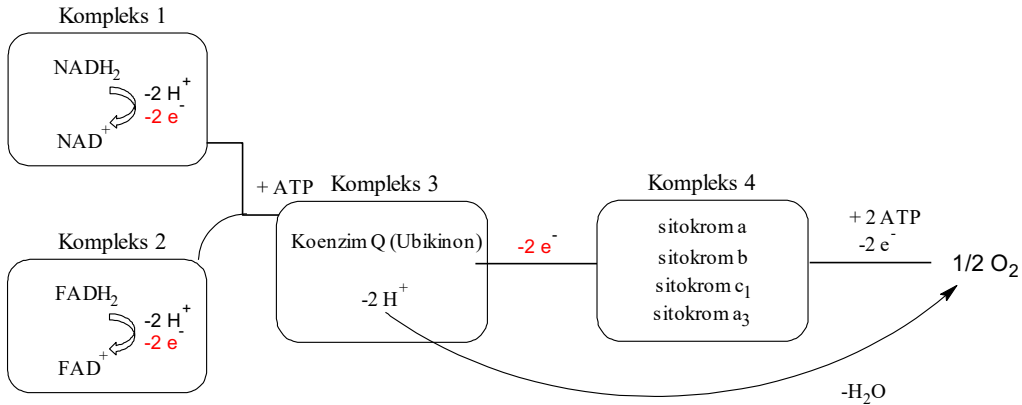 Kompleks 1
NADH₂
-2 H⁺
-2 e⁻
NAD⁺
Kompleks 2
FADH₂
-2 H⁺
-2 e⁻
FAD⁺
+ ATP
Kompleks 3
Koenzim Q (Ubikinon)
-2 H⁺
-2 e⁻
Kompleks 4
sitokrom a
sitokrom b
sitokrom c₁
sitokrom a₃
+ 2 ATP
-2 e⁻
1/2 O₂
-H₂O